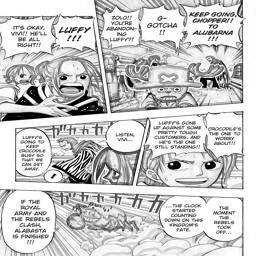 KEEP GOING,
CHOPPER!!
TO
ALUBARNA
!!!
G-
GOTCHA
!!
ZOLO!!
YOU'RE
ABANDON-
ING
LUFFY?!
LUFFY
!!!
IT'S OKAY,
VIVI!! HE'LL
BE ALL
RIGHT!!
CROCODILE'S
THE ONE
TO WORRY
ABOUT!!
LUFFY'S GONE
UP AGAINST SOME
PRETTY TOUGH
CUSTOMERS. AND
HE'S THE ONLY
ONE STILL
STANDING!!
LISTEN,
VIVI...
LUFFY'S
GOING TO
KEEP
CROCODILE
BUSY SO
THAT WE
CAN GET
AWAY.
THE
MOMENT
THE REBELS
TOOK
OFF...
...THE CLOCK
STARTED
COUNTING
DOWN ON THIS
KINGDOM'S
FATE.
IF THE
ROYAL
ARMY AND
THE REBELS
CLASH,
ALABASTA
IS FINISHED
!!!